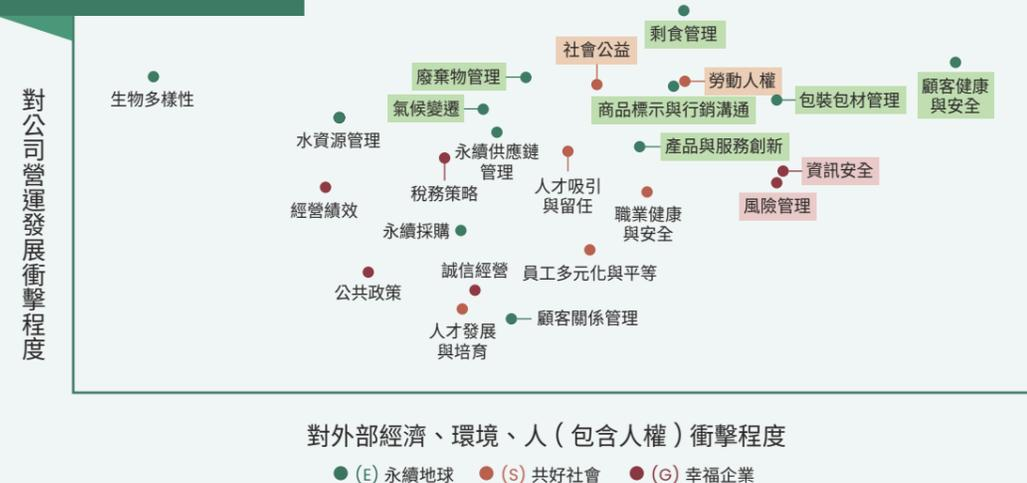 對公司營運發展衝擊程度
剩食管理
社會公益
廢棄物管理
勞動人權
顧客健康
與安全
生物多樣性
氣候變遷
商品標示與行銷溝通
包裝包材管理
水資源管理
永續供應鏈
管理
產品與服務創新
稅務策略
人才吸引
與留任
資訊安全
經營績效
職業健康
與安全
風險管理
永續採購
誠信經營
員工多元化與平等
公共政策
人才發展
與培育
顧客關係管理
對外部經濟、環境、人(包含人權)衝擊程度
(E) 永續地球
(S) 共好社會
(G) 幸福企業